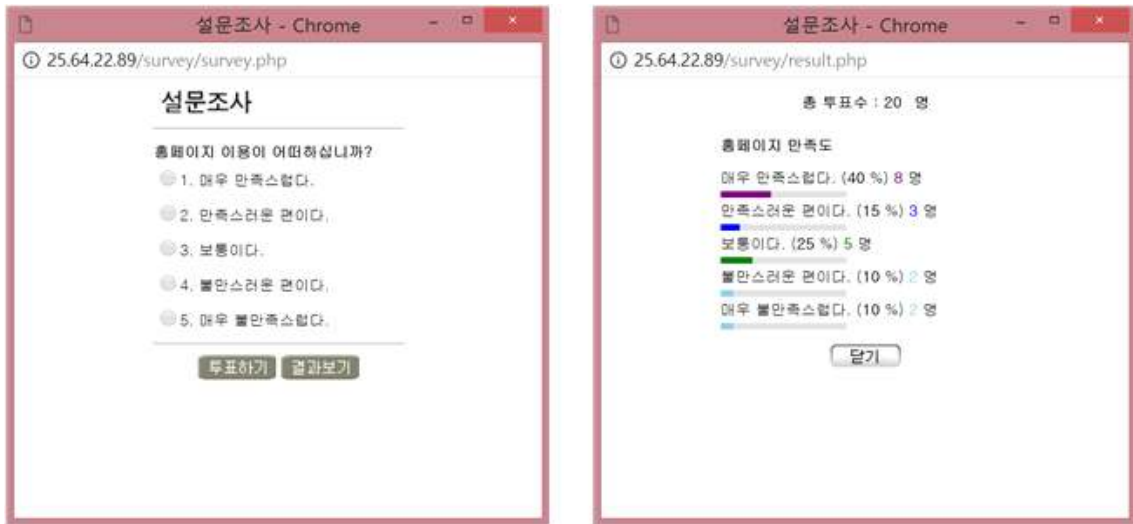 설문조사 - Chrome
25.64.22.89/survey/survey.php
설문조사
홈페이지 이용이 어떠하십니까?
1. 매우 만족스럽다.
2. 만족스러운 편이다.
3. 보통이다.
4. 불만스러운 편이다.
5. 매우 불만족스럽다.
투표하기 결과보기
설문조사 - Chrome
25.64.22.89/survey/result.php
총 투표수 : 20 명
홈페이지 만족도
매우 만족스럽다. (40 %) 8 명
만족스러운 편이다. (15 %) 3 명
보통이다. (25 %) 5 명
불만스러운 편이다. (10 %) 2 명
매우 불만족스럽다. (10 %) 2 명
닫기